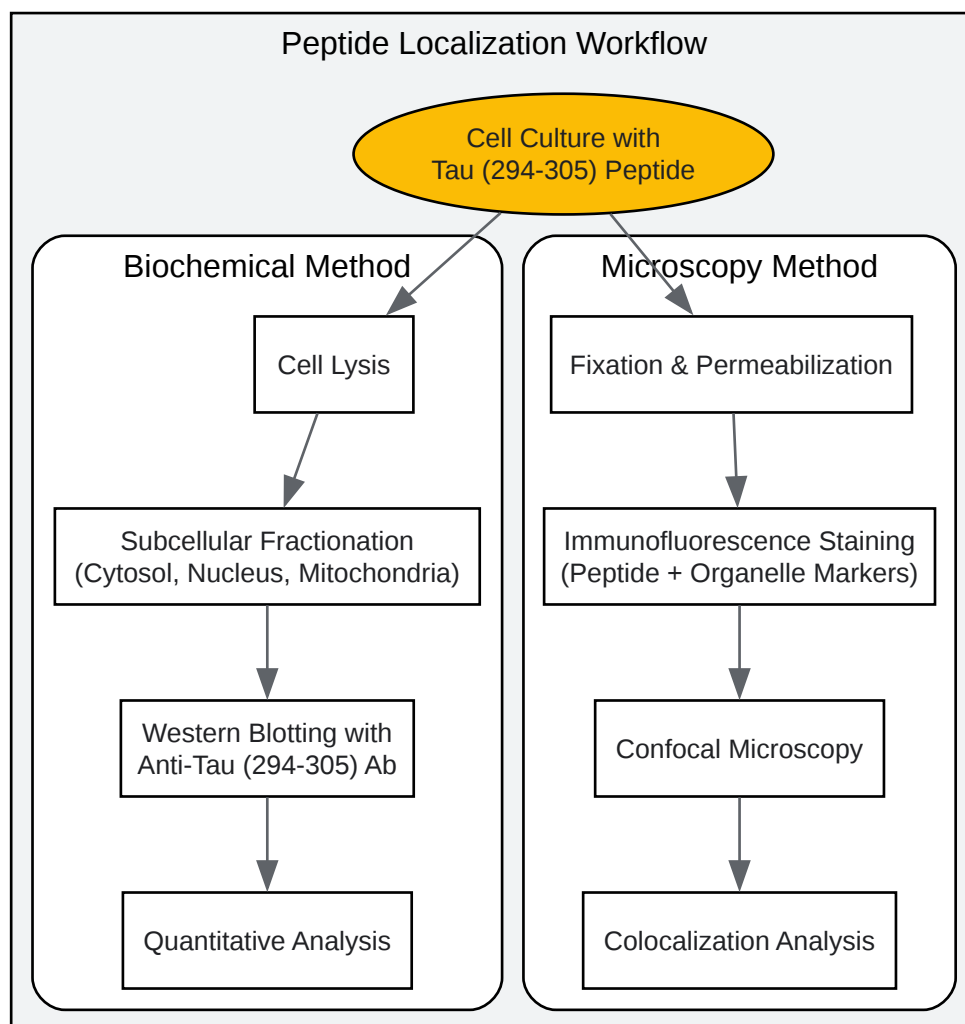 Peptide Localization Workflow
Cell Culture with
Tau (294-305) Peptide
Biochemical Method
Cell Lysis
Subcellular Fractionation
(Cytosol, Nucleus, Mitochondria)
Western Blotting with
Anti-Tau (294-305) Ab
Quantitative Analysis
Microscopy Method
Fixation & Permeabilization
Immunofluorescence Staining
(Peptide + Organelle Markers)
Confocal Microscopy
Colocalization Analysis